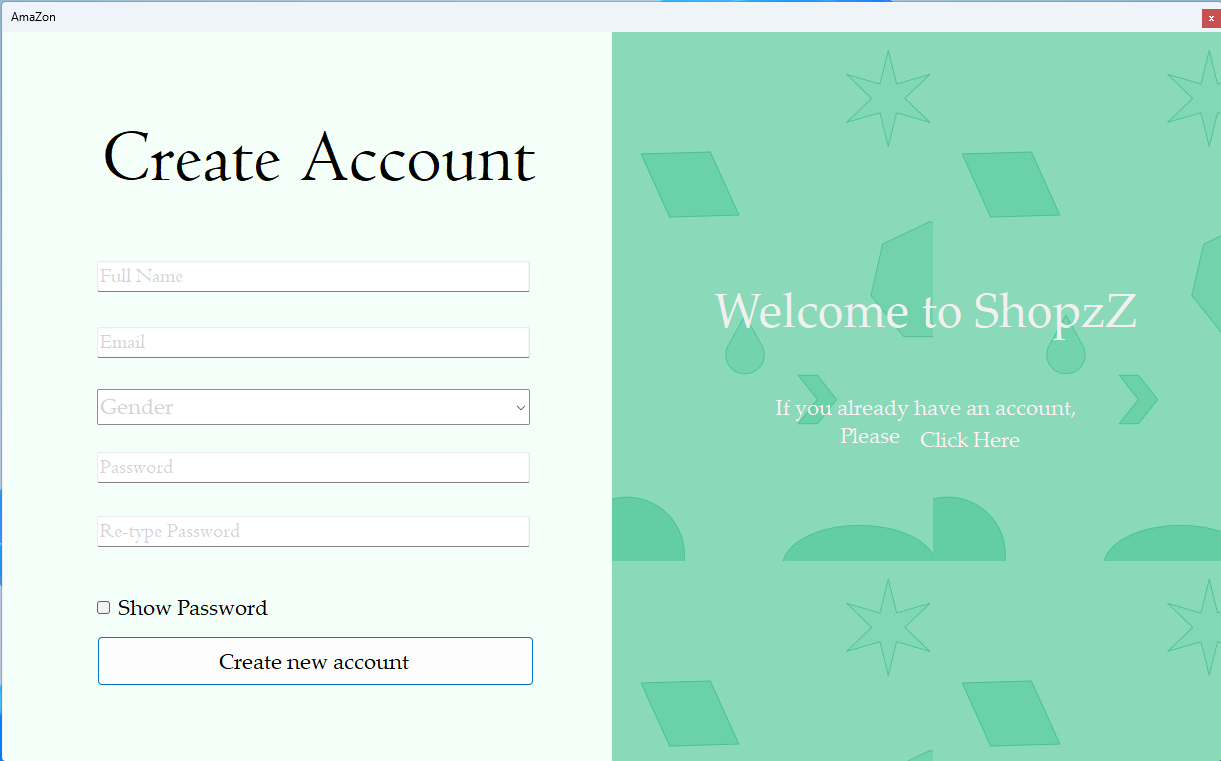 AmaZon
x
Create Account
Full Name
Email
Gender
Password
Re-type Password
Show Password
Create new account
Welcome to ShopzZ
If you already have an account,
Please Click Here